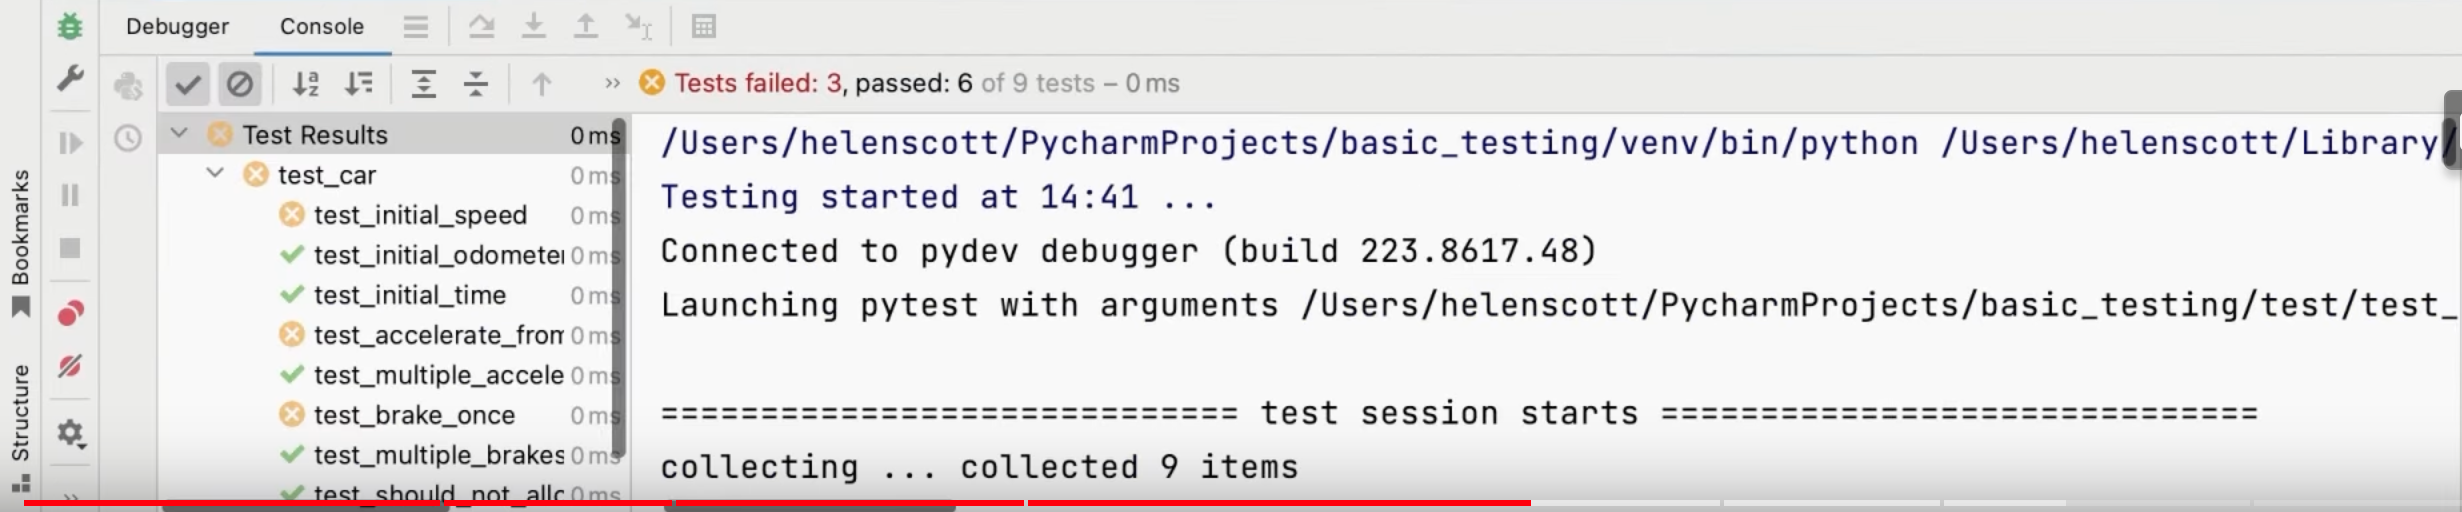 Debugger Console
Tests failed: 3, passed: 6 of 9 tests – 0 ms
Bookmarks
Structure
Test Results 0 ms
test_car 0 ms
test_initial_speed 0 ms
test_initial_odometer 0 ms
test_initial_time 0 ms
test_accelerate_from 0 ms
test_multiple_accele 0 ms
test_brake_once 0 ms
test_multiple_brakes 0 ms
test_should_not_allo 0 ms
/Users/helenscott/PycharmProjects/basic_testing/venv/bin/python /Users/helenscott/Library/
Testing started at 14:41 ...
Connected to pydev debugger (build 223.8617.48)
Launching pytest with arguments /Users/helenscott/PycharmProjects/basic_testing/test/test_
============================= test session starts ==============================
collecting ... collected 9 items